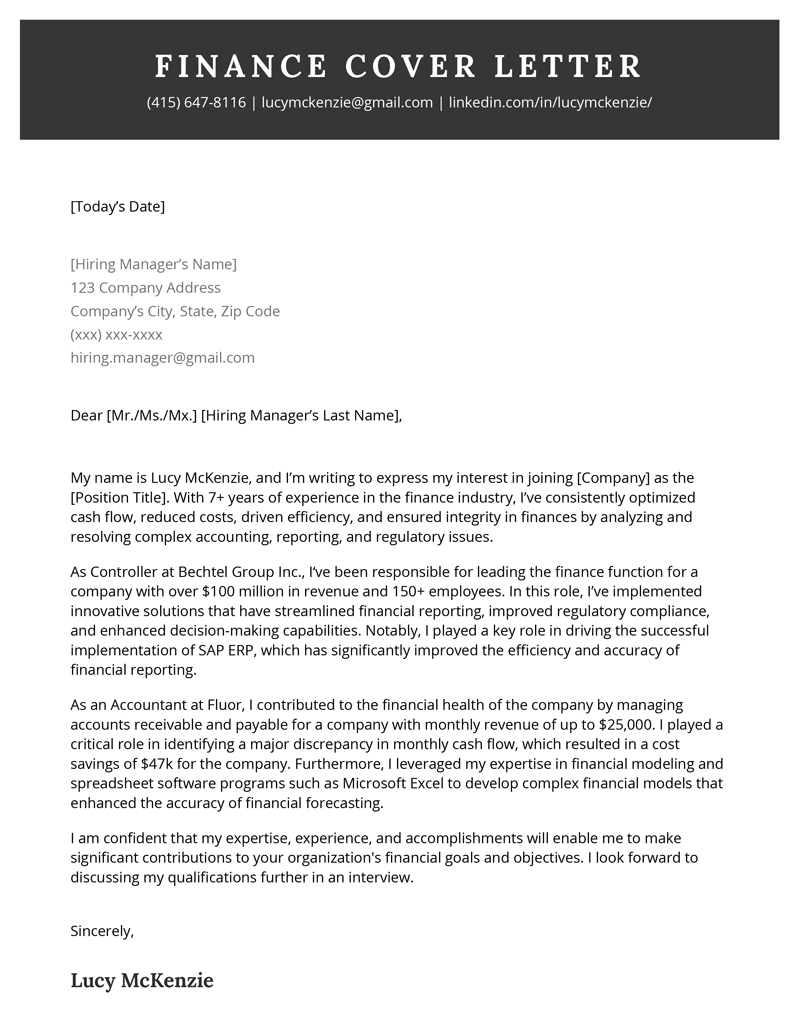 FINANCE COVER LETTER
(415) 647-8116 | lucymckenzie@gmail.com | linkedin.com/in/lucymckenzie/
[Today’s Date]
[Hiring Manager’s Name]
123 Company Address
Company’s City, State, Zip Code
(xxx) xxx-xxxx
hiring.manager@gmail.com
Dear [Mr./Ms./Mx.] [Hiring Manager’s Last Name],
My name is Lucy McKenzie, and I’m writing to express my interest in joining [Company] as the
[Position Title]. With 7+ years of experience in the finance industry, I’ve consistently optimized
cash flow, reduced costs, driven efficiency, and ensured integrity in finances by analyzing and
resolving complex accounting, reporting, and regulatory issues.
As Controller at Bechtel Group Inc., I’ve been responsible for leading the finance function for a
company with over $100 million in revenue and 150+ employees. In this role, I’ve implemented
innovative solutions that have streamlined financial reporting, improved regulatory compliance,
and enhanced decision-making capabilities. Notably, I played a key role in driving the successful
implementation of SAP ERP, which has significantly improved the efficiency and accuracy of
financial reporting.
As an Accountant at Fluor, I contributed to the financial health of the company by managing
accounts receivable and payable for a company with monthly revenue of up to $25,000. I played a
critical role in identifying a major discrepancy in monthly cash flow, which resulted in a cost
savings of $47k for the company. Furthermore, I leveraged my expertise in financial modeling and
spreadsheet software programs such as Microsoft Excel to develop complex financial models that
enhanced the accuracy of financial forecasting.
I am confident that my expertise, experience, and accomplishments will enable me to make
significant contributions to your organization's financial goals and objectives. I look forward to
discussing my qualifications further in an interview.
Sincerely,
Lucy McKenzie